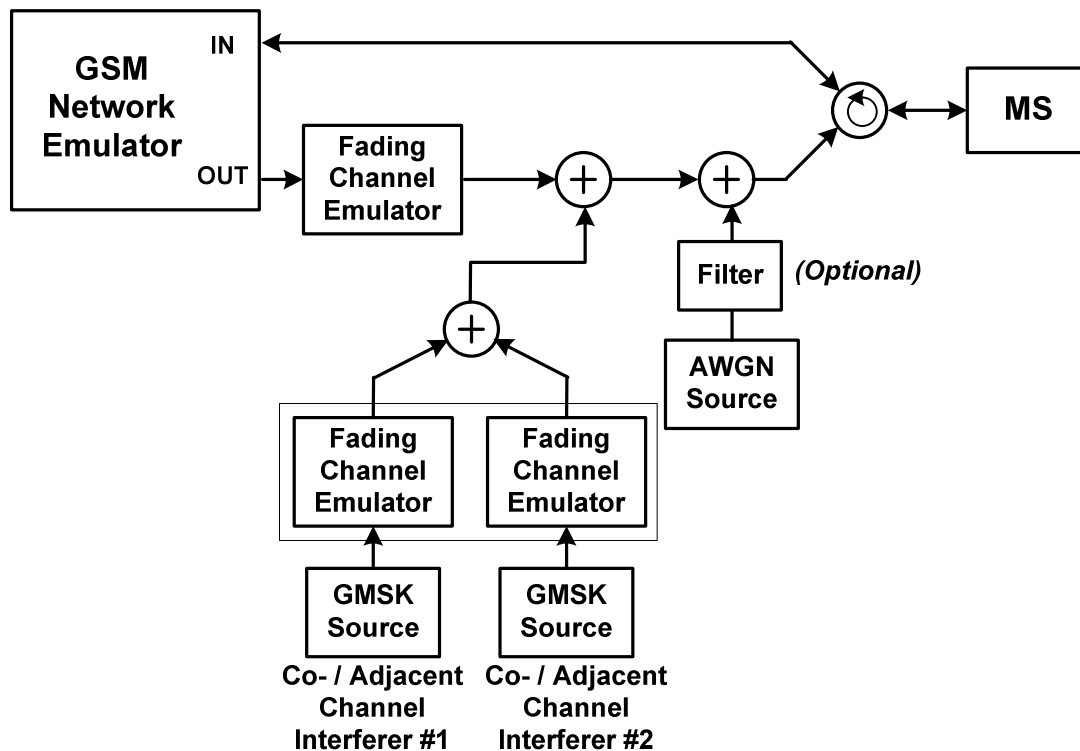 IN
GSM
Network
Emulator
OUT
MS
Fading
Channel
Emulator
+
+
Filter
(Optional)
+
AWGN
Source
Fading
Channel
Emulator
Fading
Channel
Emulator
GMSK
Source
GMSK
Source
Co- / Adjacent
Channel
Interferer #1
Co- / Adjacent
Channel
Interferer #2